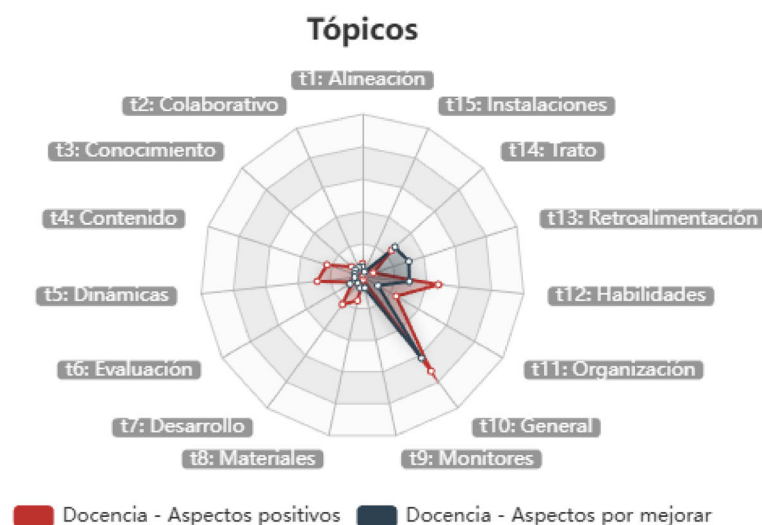 Tópicos
t1: Alineación
t2: Colaborativo
t15: Instalaciones
t3: Conocimiento
t14: Trato
t4: Contenido
t13: Retroalimentación
t5: Dinámicas
t12: Habilidades
t6: Evaluación
t11: Organización
t7: Desarrollo
t10: General
t8: Materiales
t9: Monitores
Docencia - Aspectos positivos
Docencia - Aspectos por mejorar